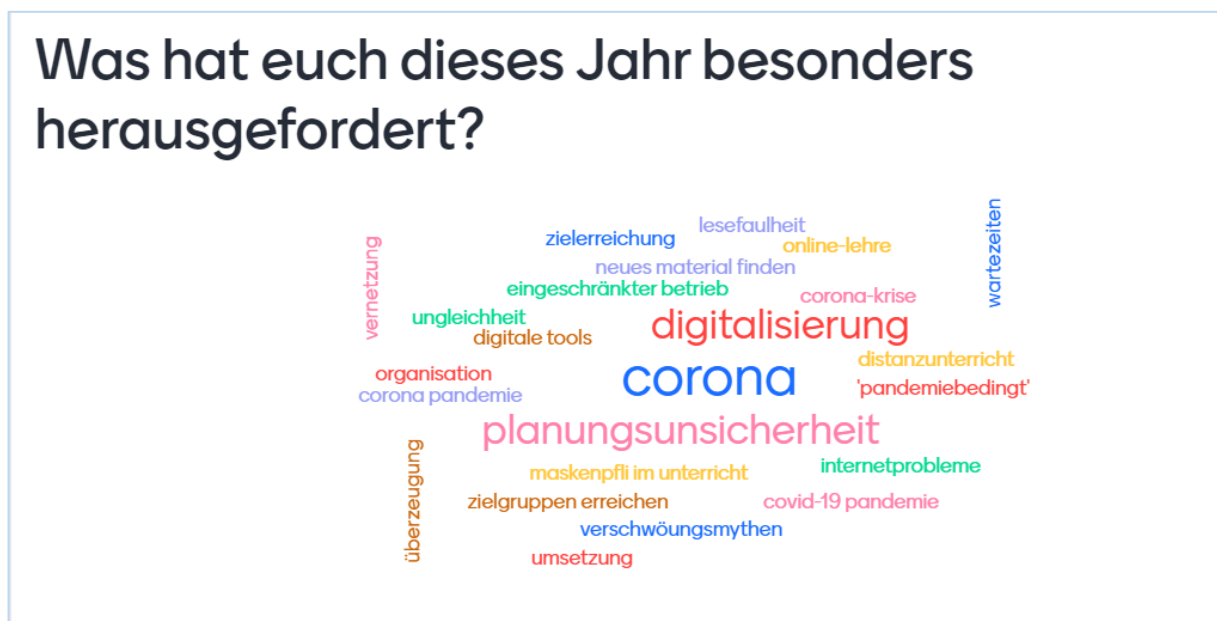 Was hat euch dieses Jahr besonders
herausgefordert?
lesefaulheit
zielerreichung
online-lehre
wartezeiten
vernetzung
neues material finden
eingeschränkter betrieb
corona-krise
ungleichheit
digitalisierung
digitale tools
distanzunterricht
organisation
corona
'pandemiebedingt'
corona pandemie
planungsunsicherheit
überzeugung
maskenpfli im unterricht
internetprobleme
zielgruppen erreichen
covid-19 pandemie
verschwöungsmythen
umsetzung